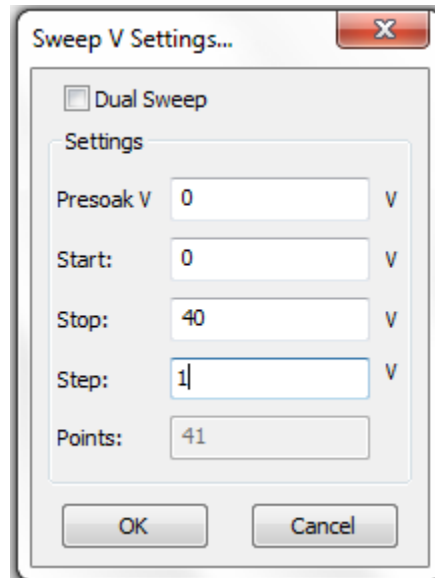 Sweep V Settings...
Dual Sweep
Settings
Presoak V 0 V
Start: 0 V
Stop: 40 V
Step: 1 V
Points: 41
OK Cancel